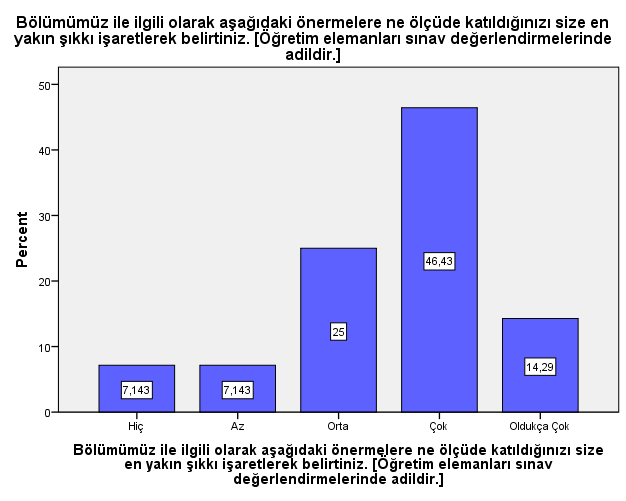 Bölümümüz ile ilgili olarak aşağıdaki önermelere ne ölçüde katıldığınızı size en
yakın şıkkı işaretlerek belirtiniz. [Öğretim elemanları sınav değerlendirmelerinde
adildir.]
Percent
50
40
30
20
10
0
7,143
7,143
25
46,43
14,29
Hiç
Az
Orta
Çok
Oldukça Çok
Bölümümüz ile ilgili olarak aşağıdaki önermelere ne ölçüde katıldığınızı size
en yakın şıkkı işaretlerek belirtiniz. [Öğretim elemanları sınav
değerlendirmelerinde adildir.]